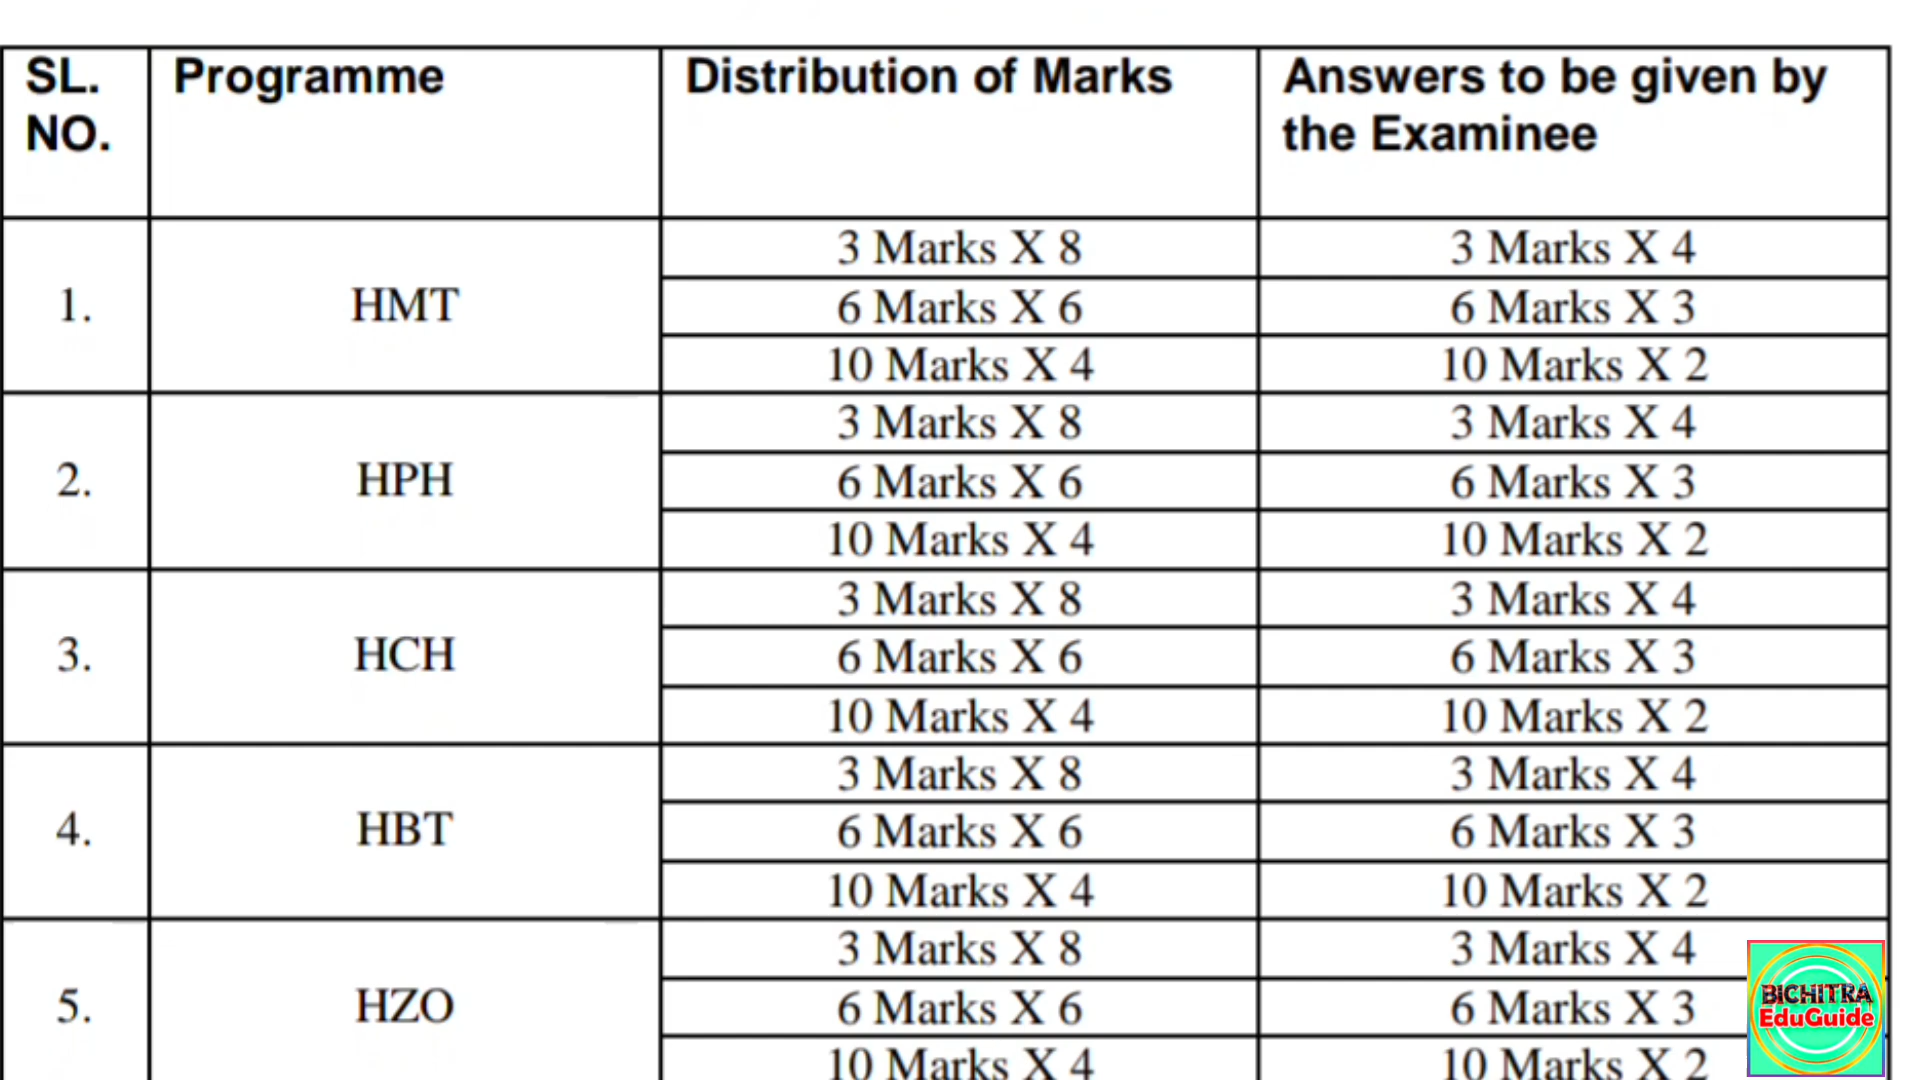 SL. NO. Programme Distribution of Marks Answers to be given by the Examinee
1. HMT 3 Marks X 8 3 Marks X 4
6 Marks X 6 6 Marks X 3
10 Marks X 4 10 Marks X 2
2. HPH 3 Marks X 8 3 Marks X 4
6 Marks X 6 6 Marks X 3
10 Marks X 4 10 Marks X 2
3. HCH 3 Marks X 8 3 Marks X 4
6 Marks X 6 6 Marks X 3
10 Marks X 4 10 Marks X 2
4. HBT 3 Marks X 8 3 Marks X 4
6 Marks X 6 6 Marks X 3
10 Marks X 4 10 Marks X 2
5. HZO 3 Marks X 8 3 Marks X 4
6 Marks X 6 6 Marks X 3
10 Marks X 4 10 Marks X 2
BICHITRA
EduGuide